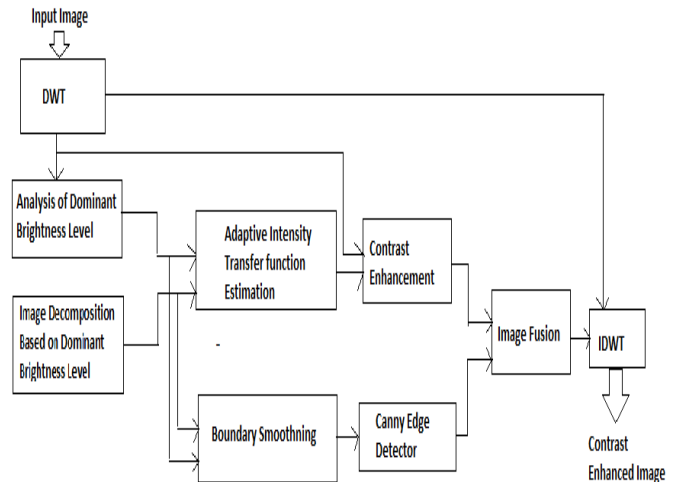 Input Image
DWT
Analysis of Dominant
Brightness Level
Adaptive Intensity
Transfer function
Estimation
Contrast
Enhancement
Image Decomposition
Based on Dominant
Brightness Level
Image Fusion
IDWT
Boundary Smoothning
Canny Edge
Detector
Contrast
Enhanced Image